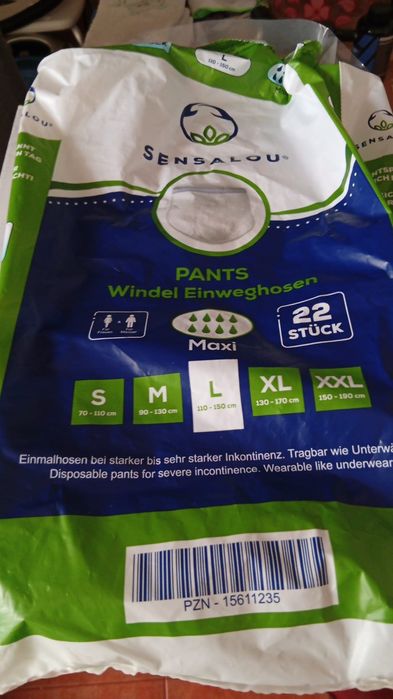 L
110 - 150 cm
SENSALOU®
PANTS
Windel Einweghosen
Maxi
22
STÜCK
S
70 - 110 cm
M
90 - 130 cm
L
110 - 150 cm
XL
130 - 170 cm
XXL
150 - 190 cm
Einmalhosen bei starker bis sehr starker Inkontinenz. Tragbar wie Unterwä
Disposable pants for severe incontinence. Wearable like underwear
PZN - 15611235